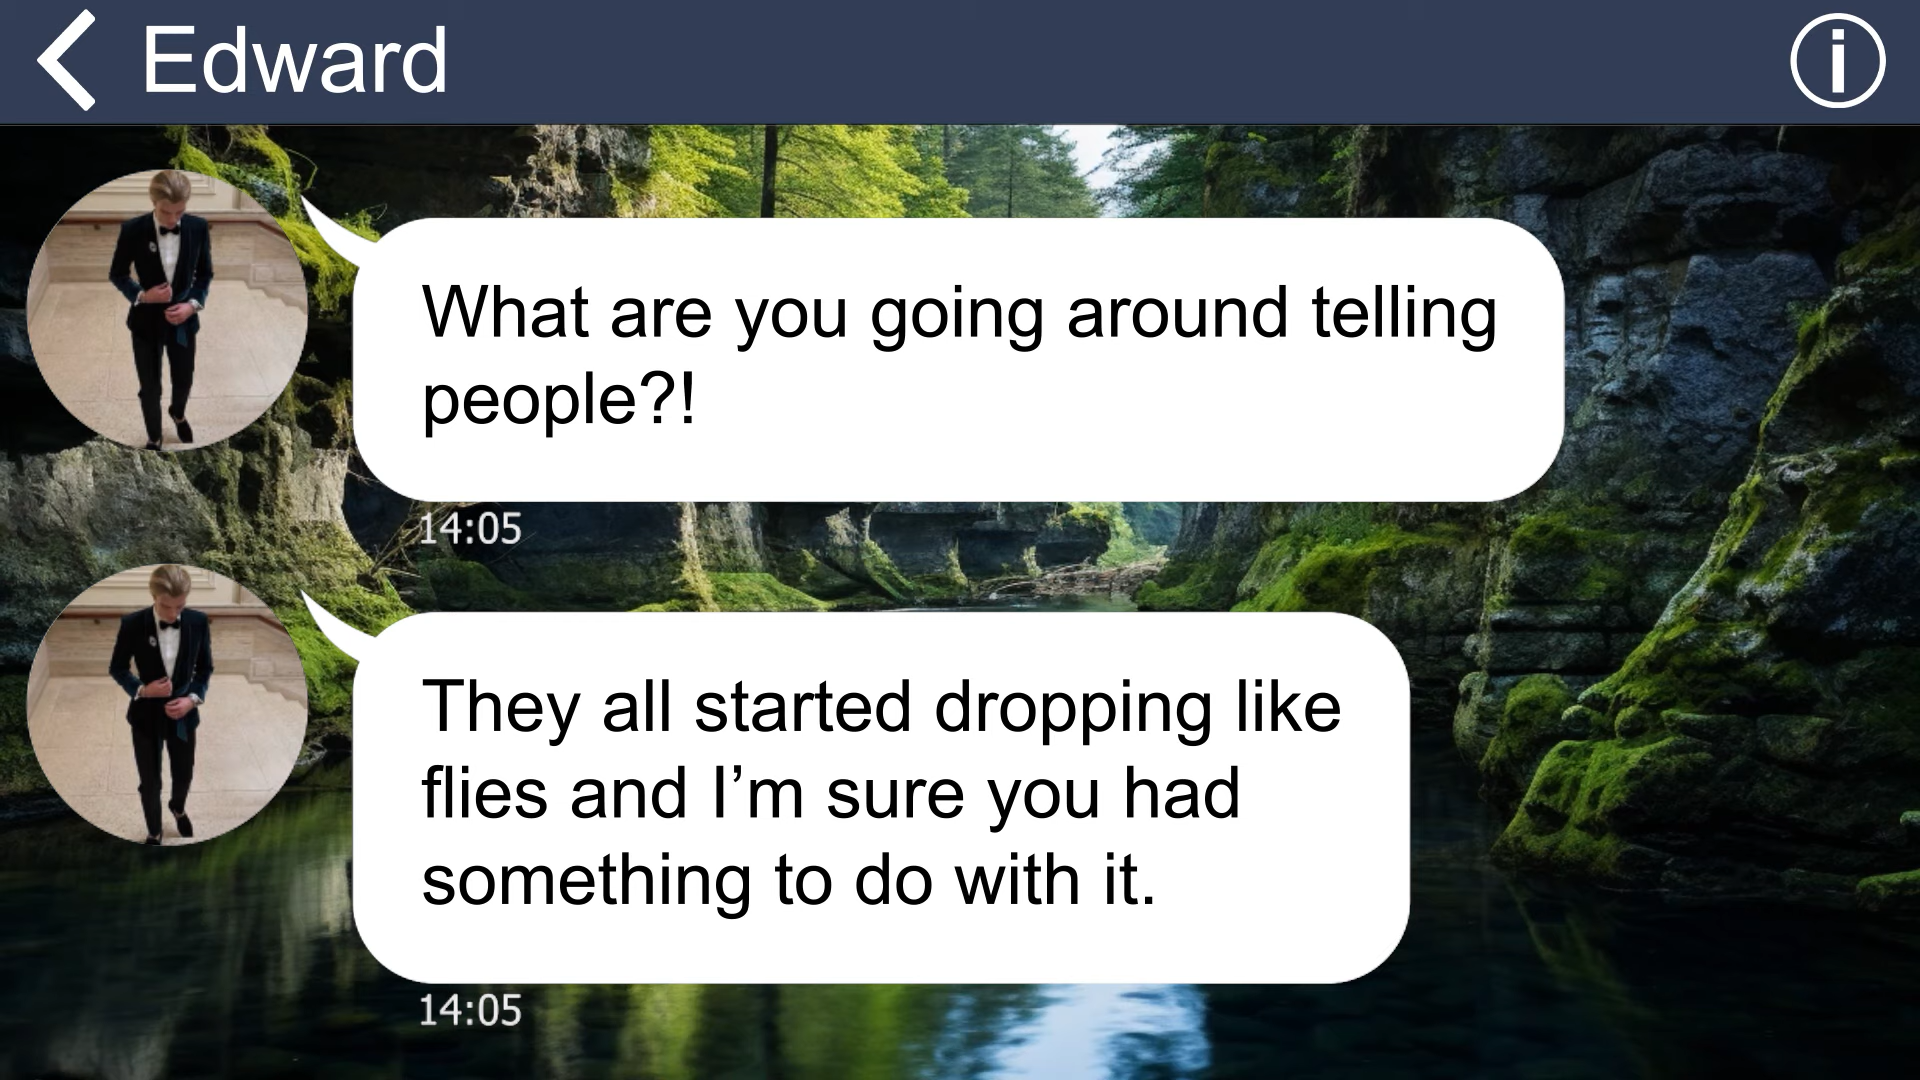 Edward
What are you going around telling
people?!
14:05
They all started dropping like
flies and I’m sure you had
something to do with it.
14:05